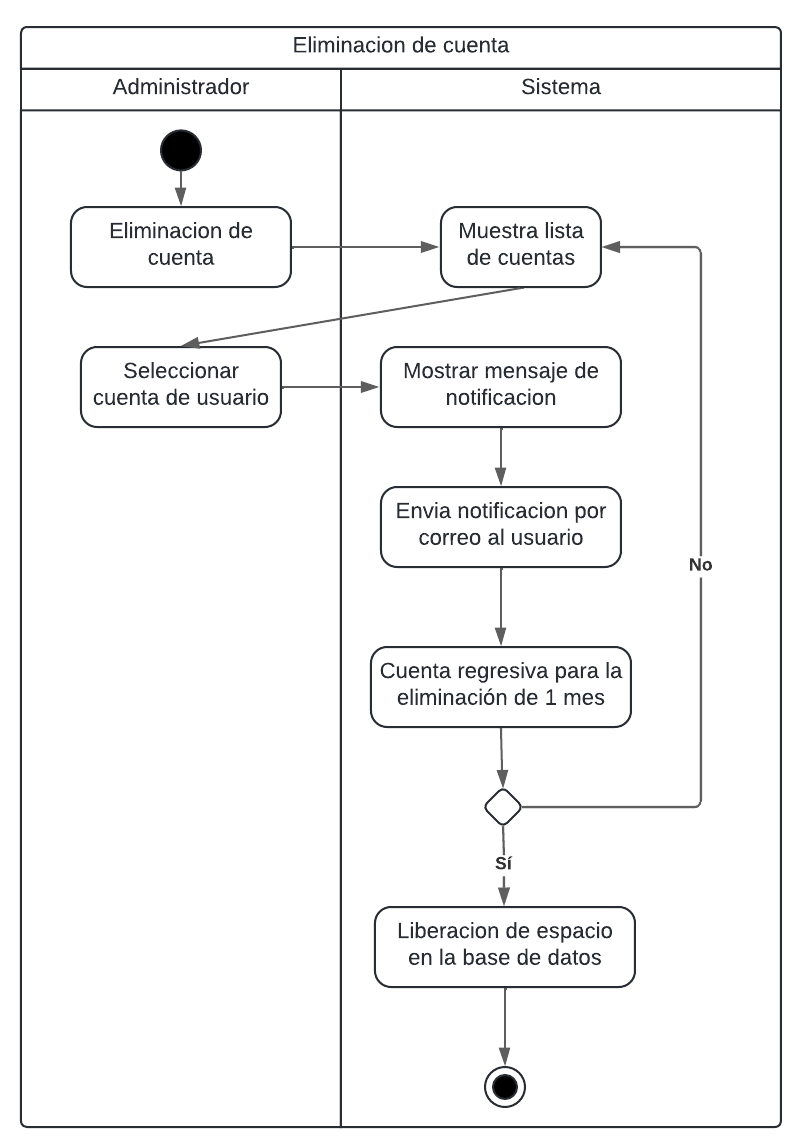 Eliminacion de cuenta
Administrador
Sistema
Eliminacion de
cuenta
Muestra lista
de cuentas
Seleccionar
cuenta de usuario
Mostrar mensaje de
notificacion
Envia notificacion por
correo al usuario
No
Cuenta regresiva para la
eliminación de 1 mes
Sí
Liberacion de espacio
en la base de datos